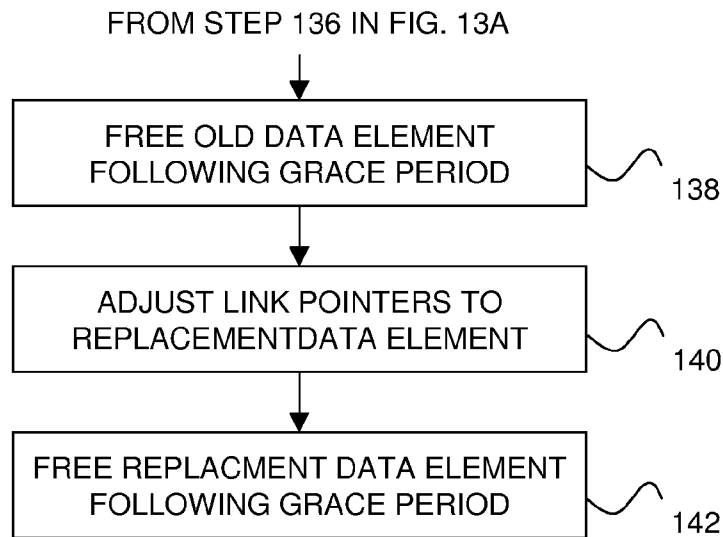 FROM STEP 136 IN FIG. 13A
FREE OLD DATA ELEMENT
FOLLOWING GRACE PERIOD
138
ADJUST LINK POINTERS TO
REPLACEMENTDATA ELEMENT
140
FREE REPLACMENT DATA ELEMENT
FOLLOWING GRACE PERIOD
142